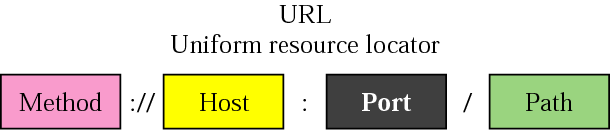 URL
Uniform resource locator
Method :// Host : Port / Path